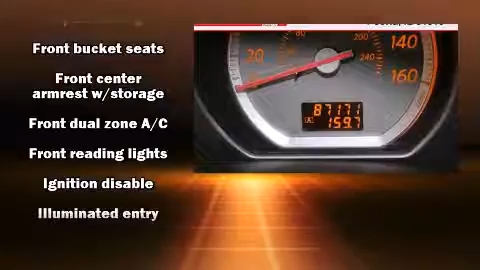 Front bucket seats
Front center
armrest w/storage
Front dual zone A/C
Front reading lights
Ignition disable
Illuminated entry
20
80
200
240
140
160
87171
A 159.7